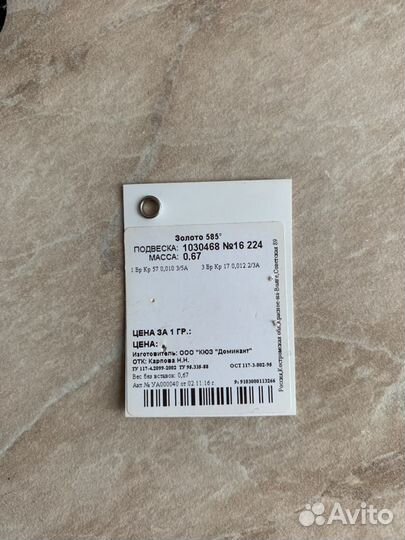 Золото 585°
ПОДВЕСКА: 1030468 №16 224
МАССА: 0.67
1 Бр Кр 57 0,010 3/5А 3 Бр Кр 17 0,012 2/3А
ЦЕНА ЗА 1 ГР.:
ЦЕНА:
Изготовитель: ООО "КЮЗ "Доминант"
ОТК: Карпова Н.Н.
ТУ 117-4.2099-2002 ТУ 95.335-88 ОСТ 117-3-002-95
Вес без вставок: 0,67
Акт № УА000040 от 02 11 16 г 9: 9103000113266
Россия,Костромская обл.,Красное-на-Волге,Советская 89
Avito